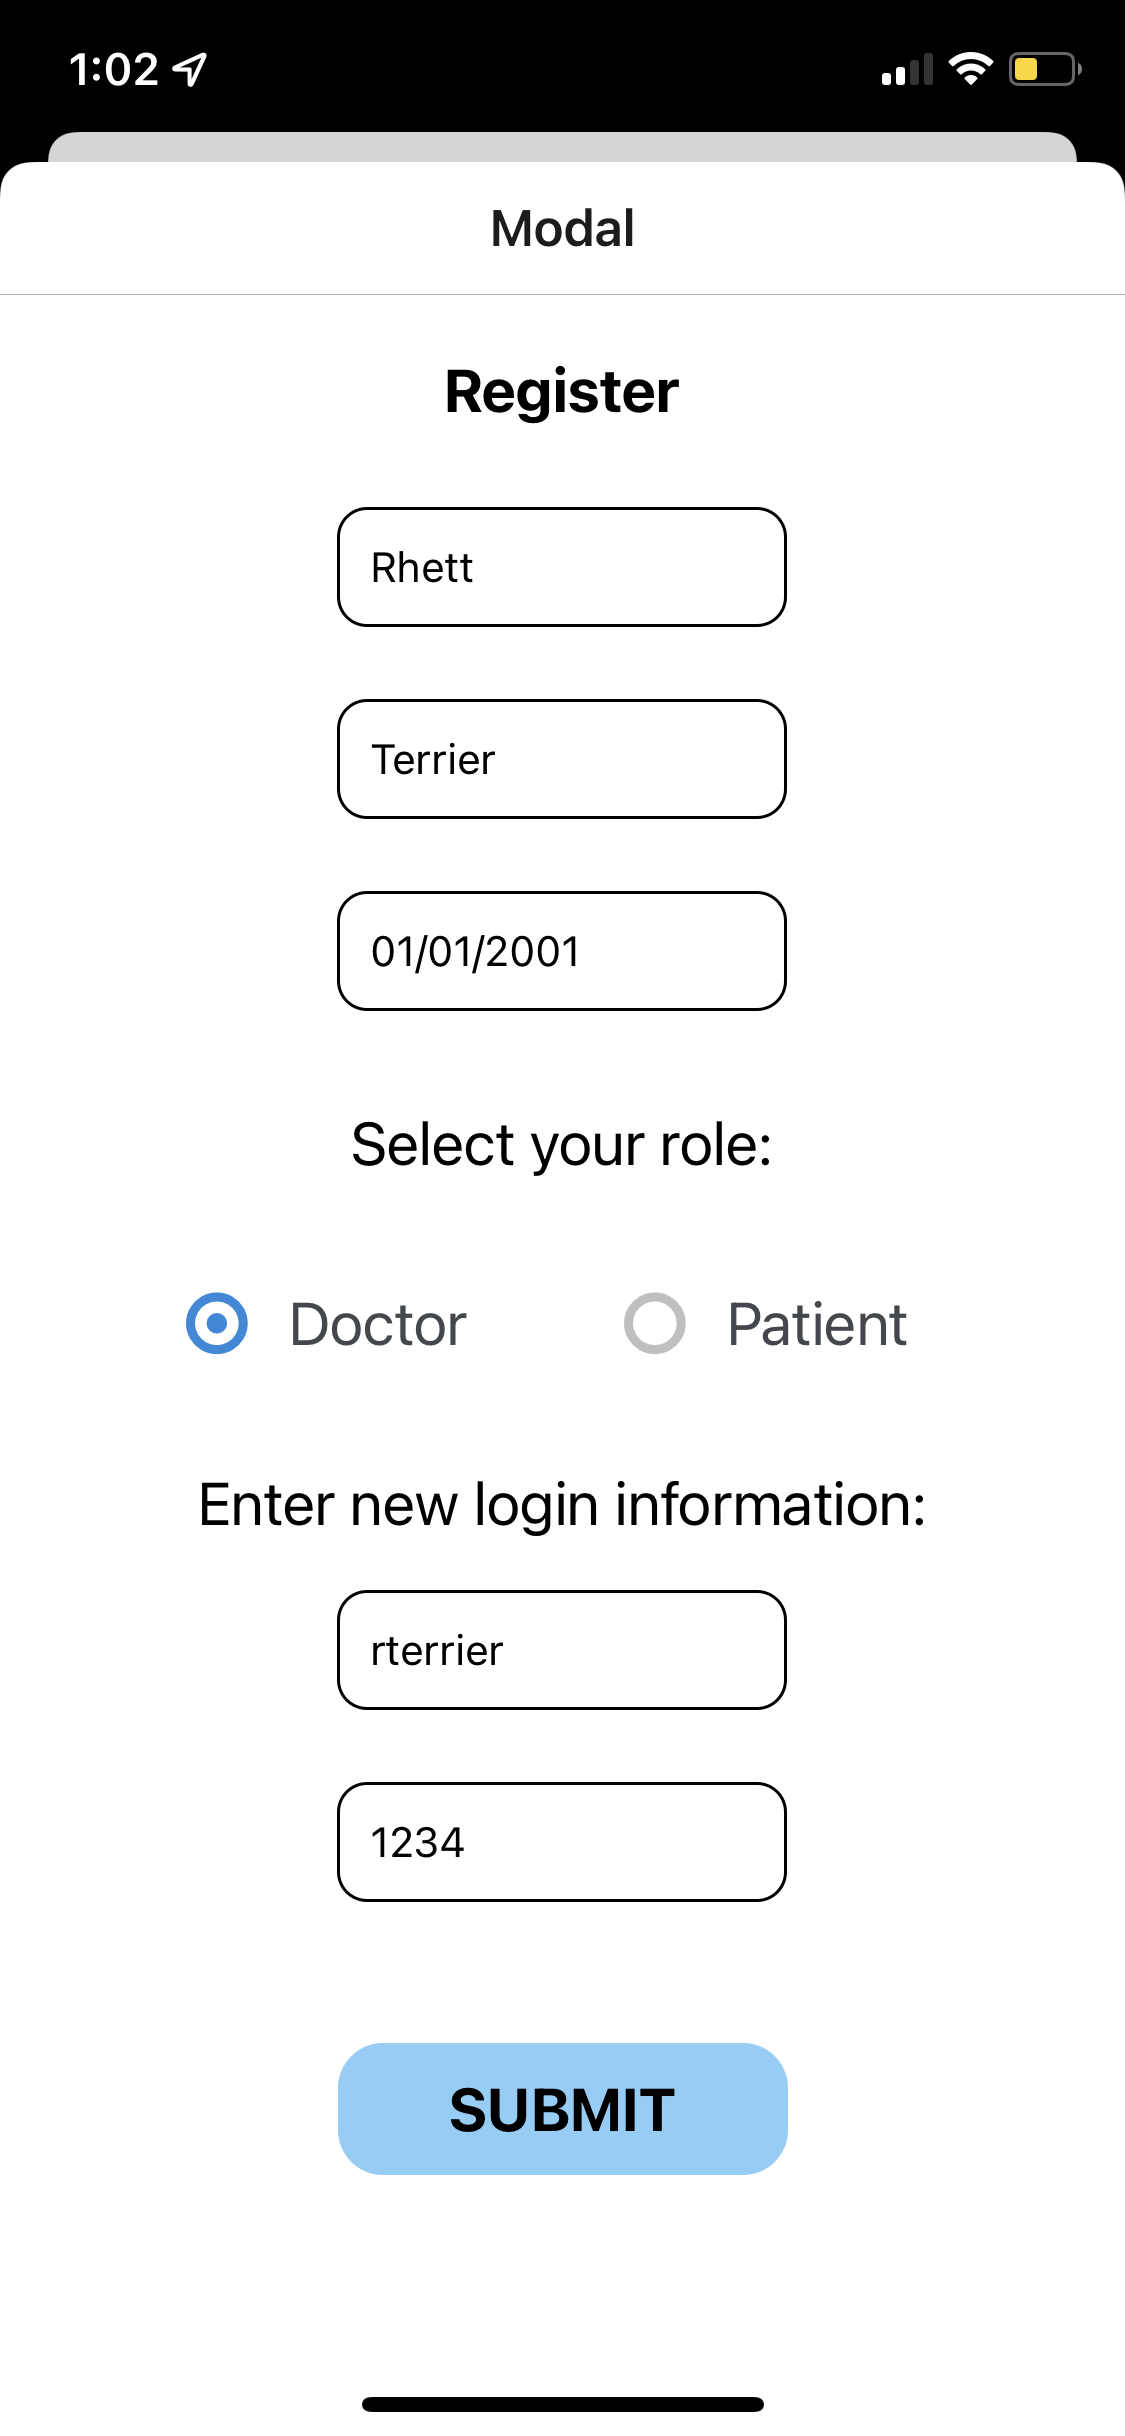 1:02
Modal
Register
Rhett
Terrier
01/01/2001
Select your role:
Doctor Patient
Enter new login information:
rterrier
1234
SUBMIT